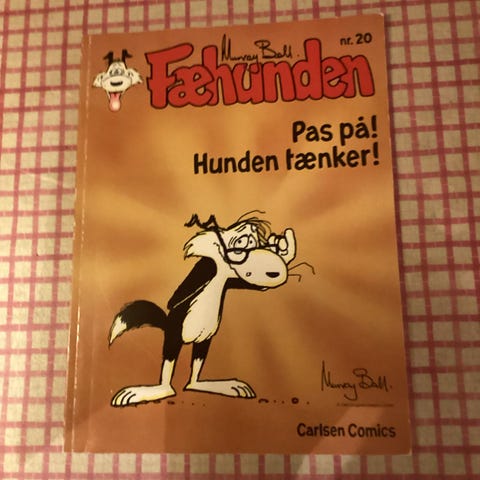 Murray Ball.
nr. 20
Fæhunden
Pas på!
Hunden tænker!
Murray Ball.
Carlsen Comics